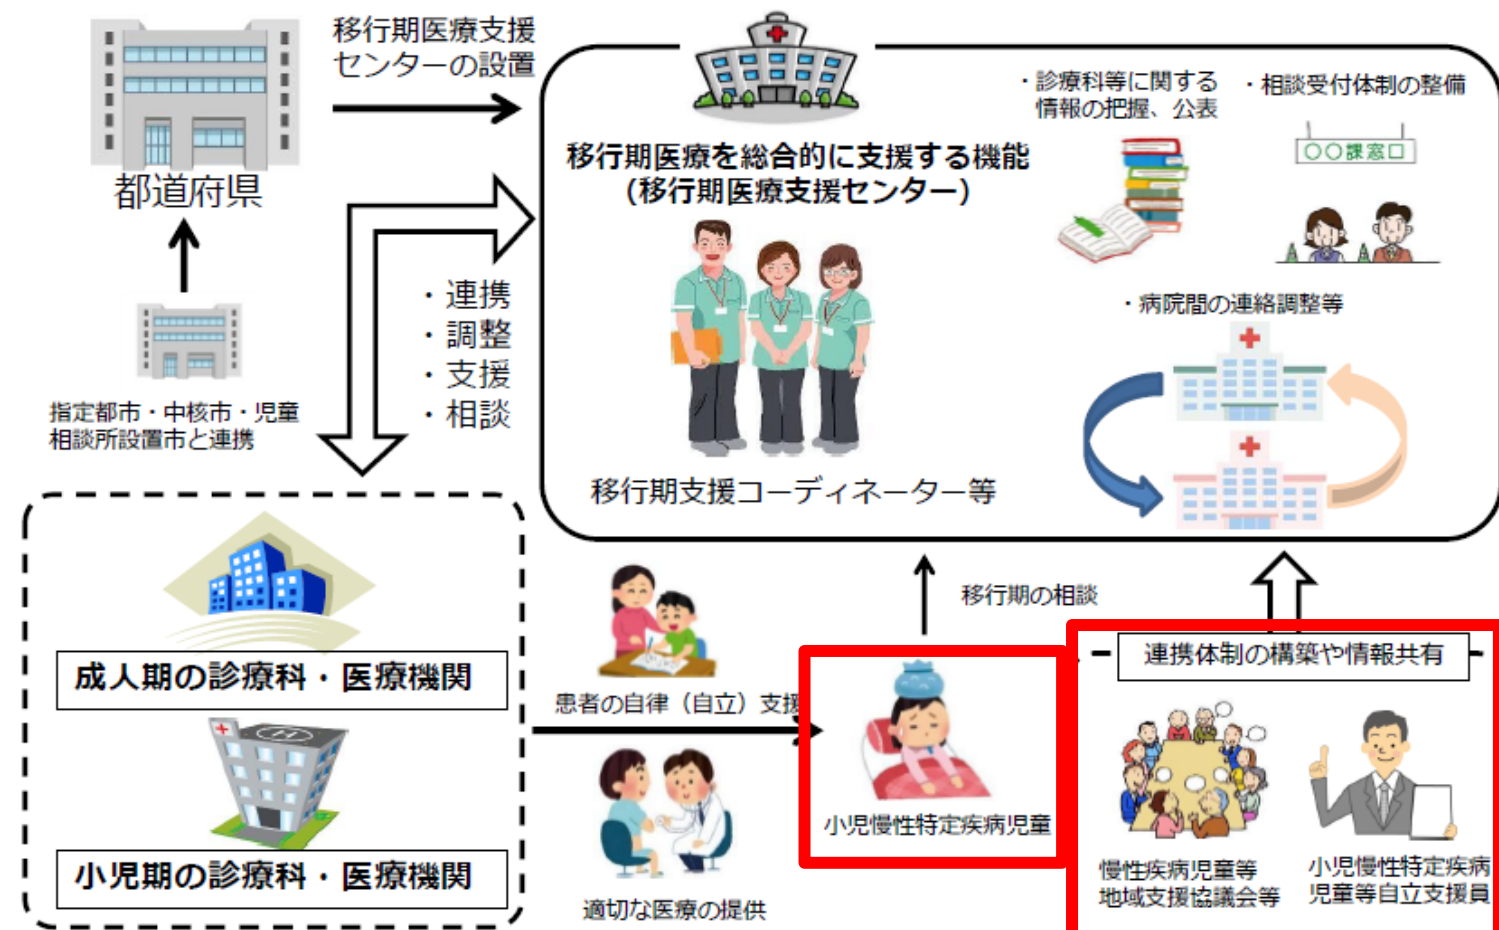 移行期医療支援
センターの設置
都道府県
指定都市・中核市・児童
相談所設置市と連携
・連携
・調整
・支援
・相談
移行期医療を総合的に支援する機能
(移行期医療支援センター)
移行期支援コーディネーター等
・診療科等に関する
情報の把握、公表
・相談受付体制の整備
〇〇課窓口
・病院間の連絡調整等
成人期の診療科・医療機関
H
小児期の診療科・医療機関
患者の自律（自立）支援
適切な医療の提供
小児慢性特定疾病児童
移行期の相談
連携体制の構築や情報共有
慢性疾病児童等
地域支援協議会等
小児慢性特定疾病
児童等自立支援員